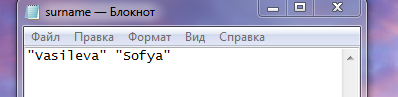 surname — Блокнот
Файл Правка Формат Вид Справка
"Vasileva" "Sofya"